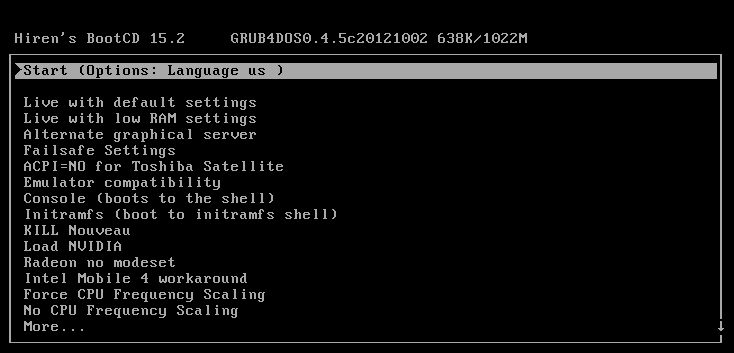 Hiren's BootCD 15.2 GRUB4DOS0.4.5c20121002 638K/1022M
Start (Options: Language us )
Live with default settings
Live with low RAM settings
Alternate graphical server
Failsafe Settings
ACPI=NO for Toshiba Satellite
Emulator compatibility
Console (boots to the shell)
Initramfs (boot to initramfs shell)
KILL Nouveau
Load NVIDIA
Radeon no modeset
Intel Mobile 4 workaround
Force CPU Frequency Scaling
No CPU Frequency Scaling
More...